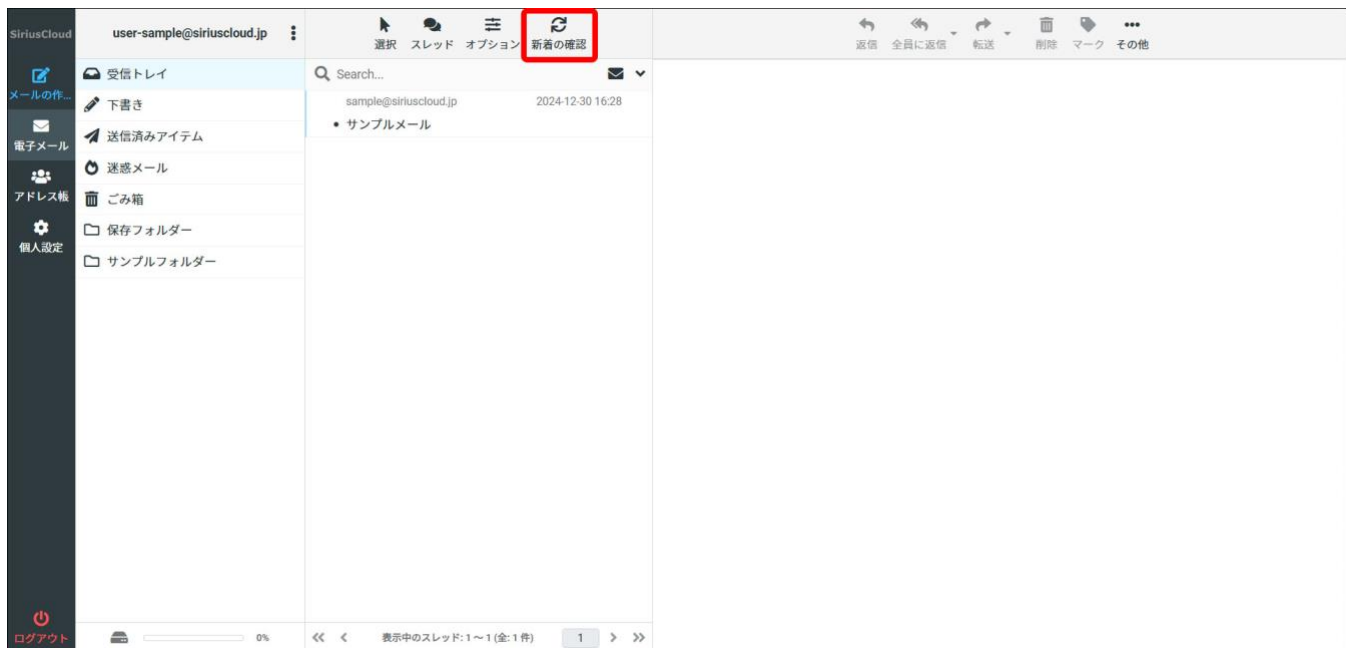 SiriusCloud
メールの作...
電子メール
アドレス帳
個人設定
ログアウト
user-sample@siriuscloud.jp
受信トレイ
下書き
送信済みアイテム
迷惑メール
ごみ箱
保存フォルダー
サンプルフォルダー
0%
選択 スレッド オプション 新着の確認
Search...
sample@siriuscloud.jp 2024-12-30 16:28
• サンプルメール
表示中のスレッド: 1 ~ 1 (全: 1 件) 1
返信 全員に返信 転送 削除 マーク その他